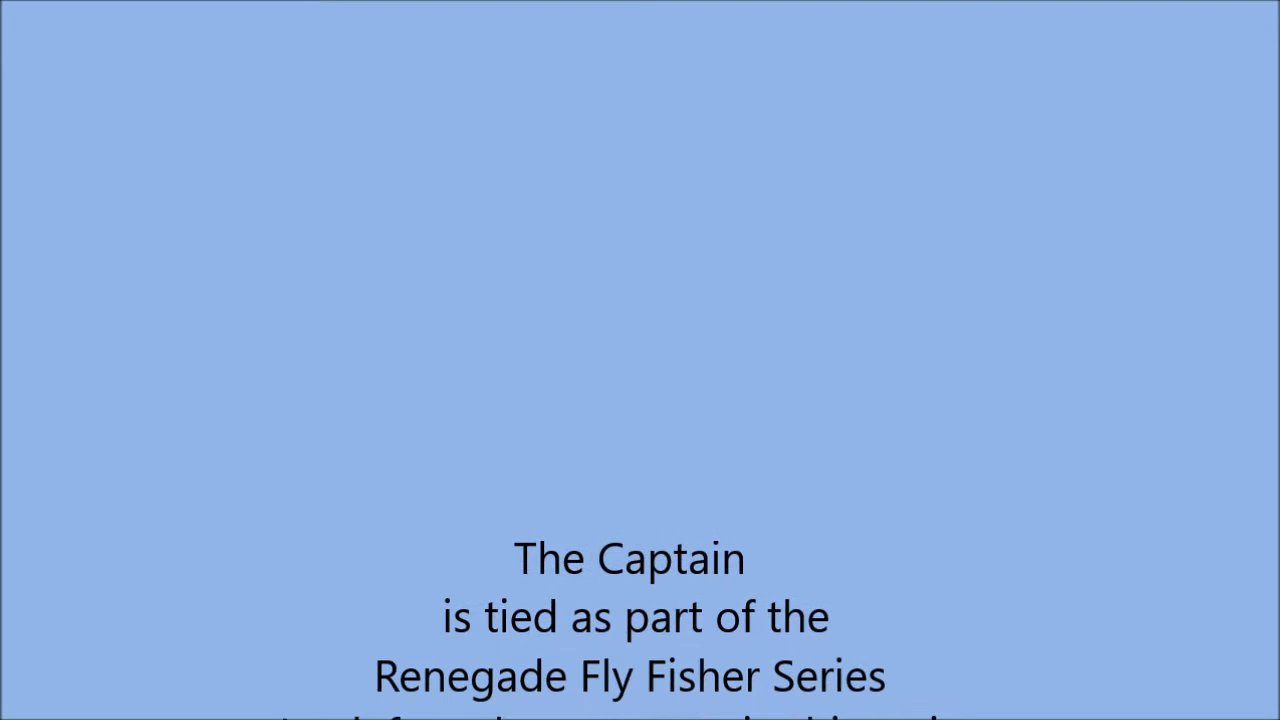 The Captain
is tied as part of the
Renegade Fly Fisher Series